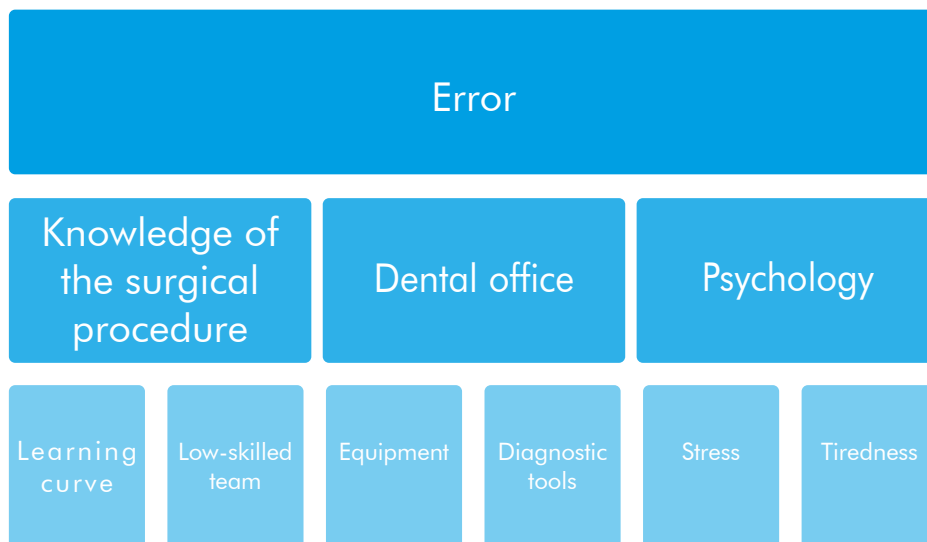 Error
Knowledge of
the surgical
procedure
Dental office
Psychology
Learning
curve
Low-skilled
team
Equipment
Diagnostic
tools
Stress
Tiredness